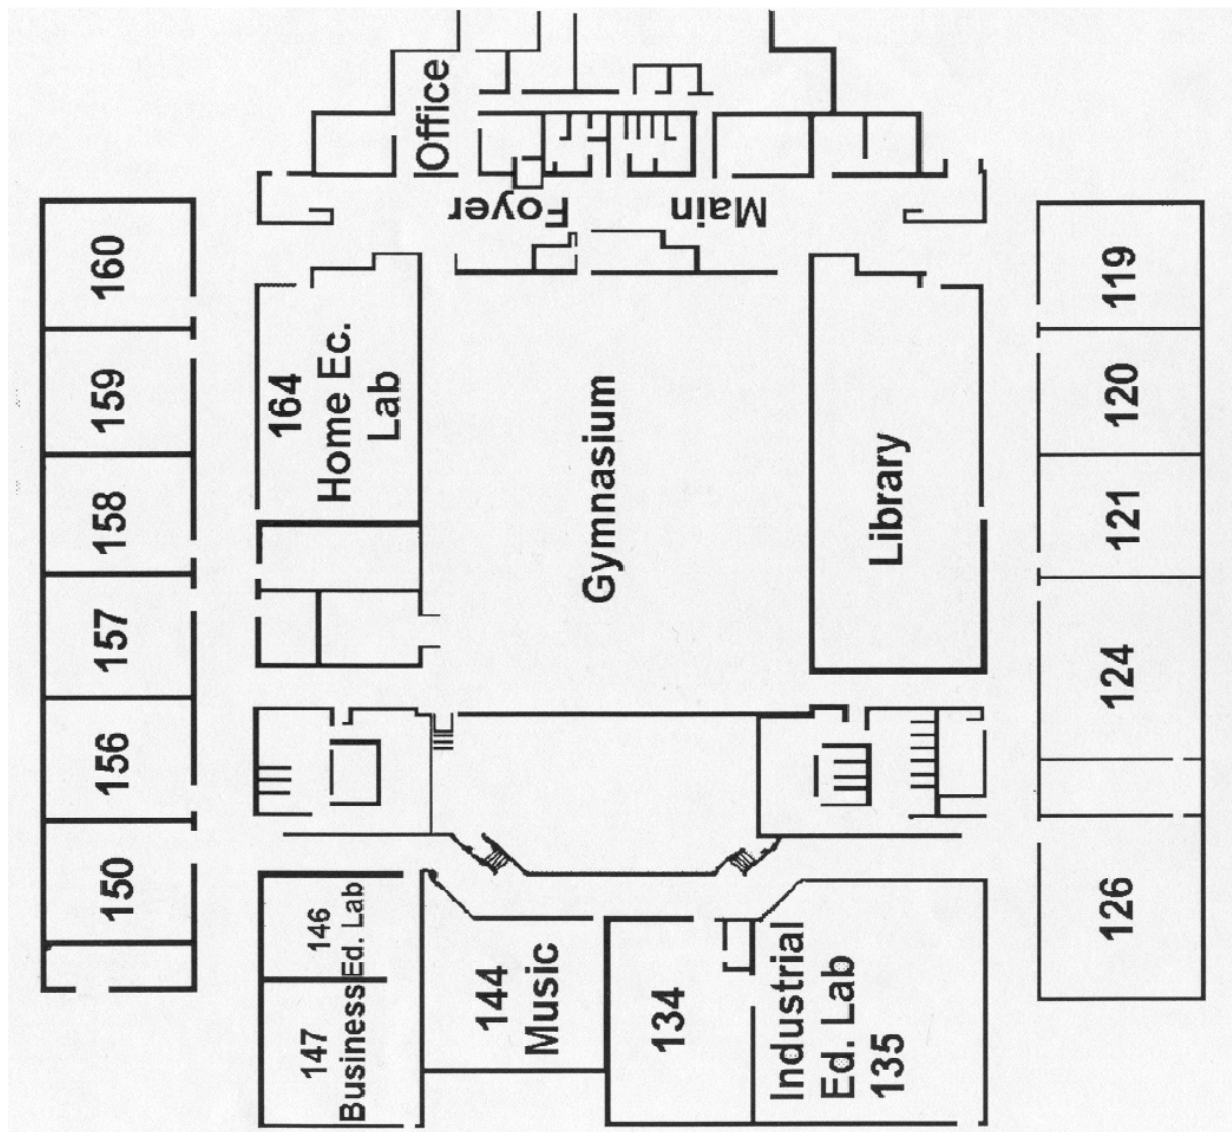 Office
Main
Foyer
160
159
158
157
156
150
164
Home Ec.
Lab
Gymnasium
Library
119
120
121
124
126
146
147
Business Ed. Lab
144
Music
134
Industrial
Ed. Lab
135